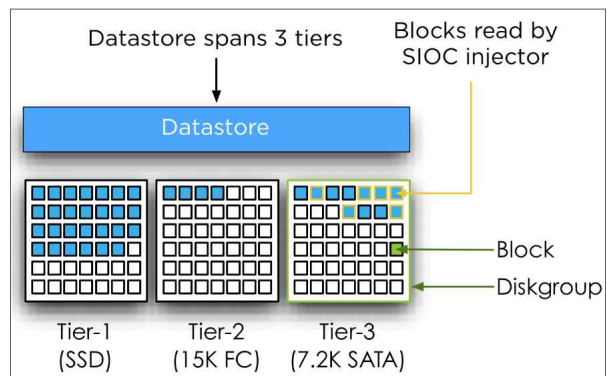 Datastore spans 3 tiers
Blocks read by
SIOC injector
Datastore
Block
Diskgroup
Tier-1
(SSD)
Tier-2
(15K FC)
Tier-3
(7.2K SATA)